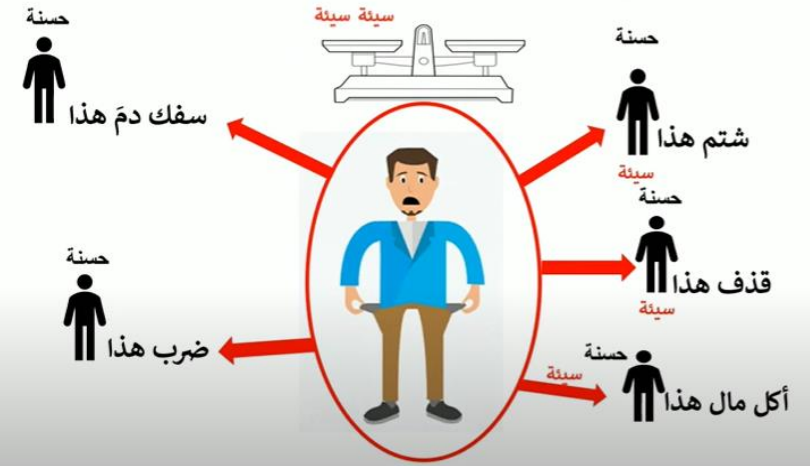 حسنة
سيئة سيئة
حسنة
سفك دمَ هذا
شتم هذا
سيئة
حسنة
حسنة
قذف هذا
سيئة
ضرب هذا
حسنة
سيئة
أكل مال هذا